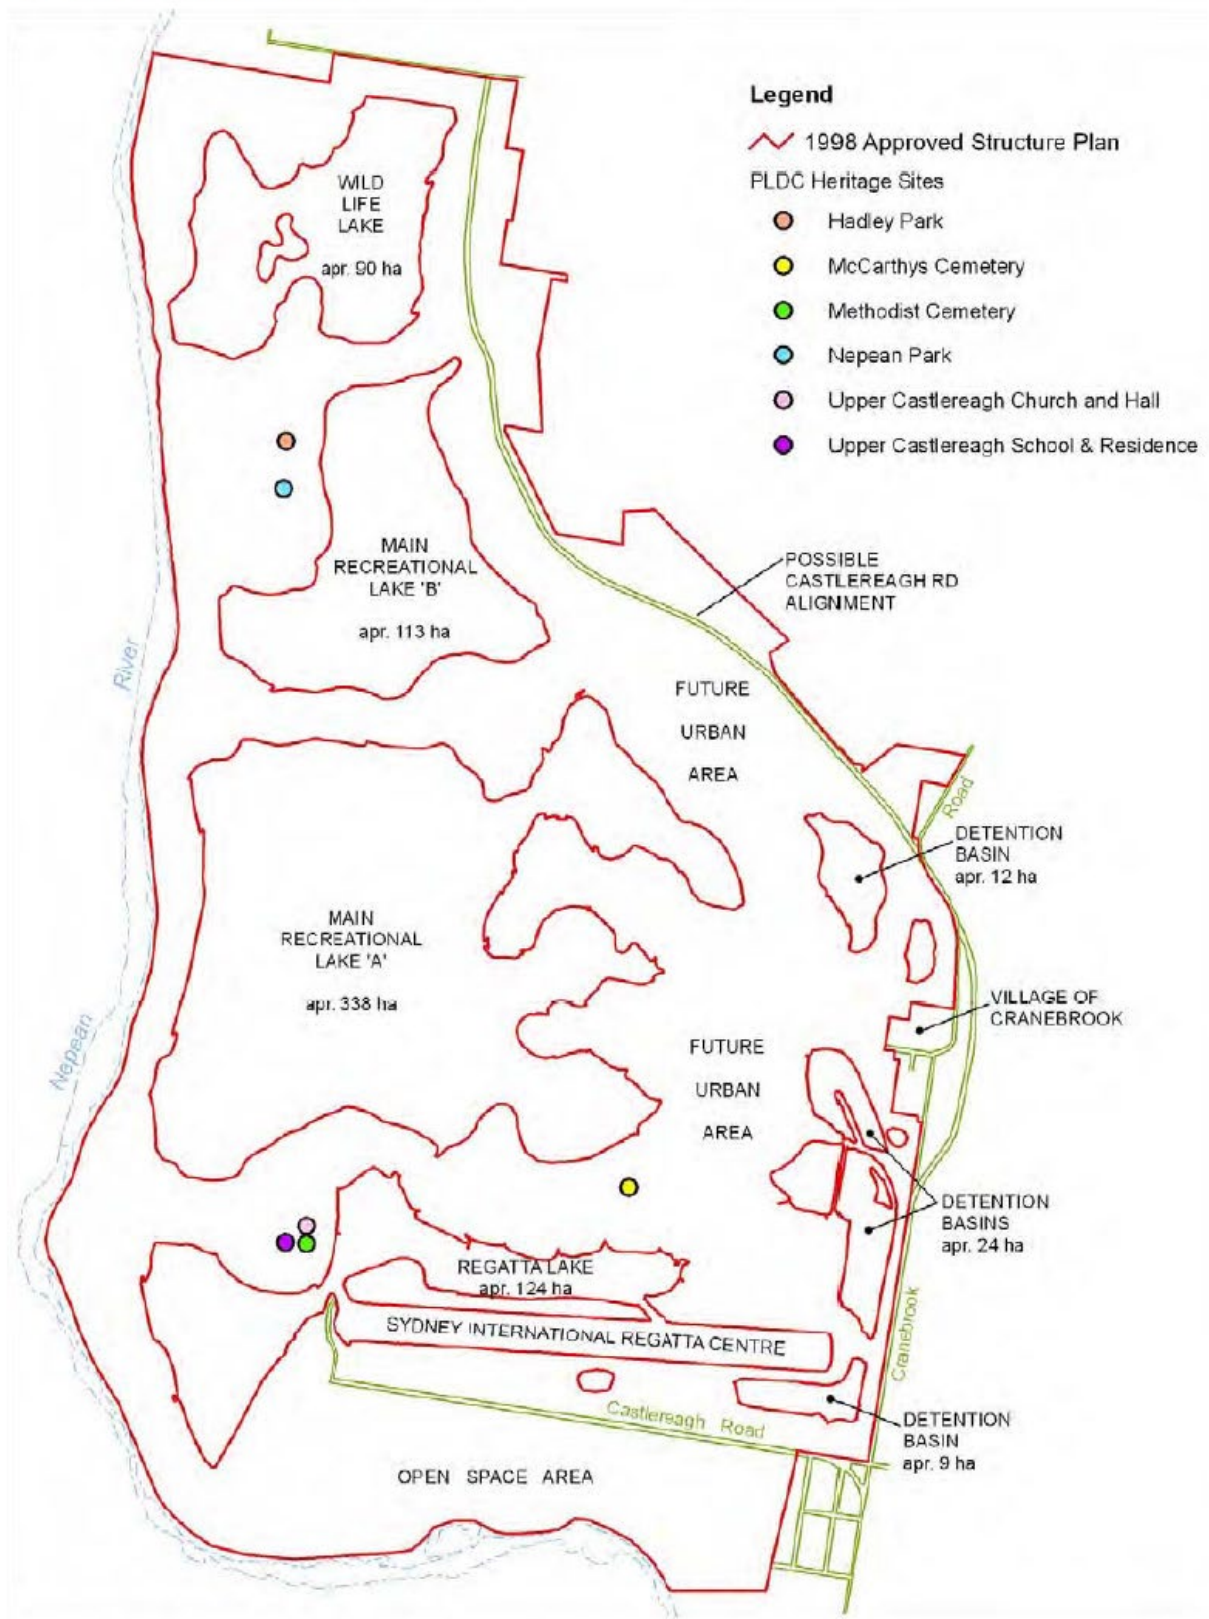 Legend
1998 Approved Structure Plan
PLDC Heritage Sites
Hadley Park
McCarthys Cemetery
Methodist Cemetery
Nepean Park
Upper Castlereagh Church and Hall
Upper Castlereagh School & Residence
WILD
LIFE
LAKE
apr. 90 ha
MAIN
RECREATIONAL
LAKE 'B'
apr. 113 ha
POSSIBLE
CASTLEREAGH RD
ALIGNMENT
River
FUTURE
URBAN
AREA
Road
DETENTION
BASIN
apr. 12 ha
MAIN
RECREATIONAL
LAKE 'A'
apr. 338 ha
VILLAGE OF
CRANEBROOK
Nepean
FUTURE
URBAN
AREA
DETENTION
BASINS
apr. 24 ha
REGATTA LAKE
apr. 124 ha
SYDNEY INTERNATIONAL REGATTA CENTRE
Cranebrook
Castlereagh Road
DETENTION
BASIN
apr. 9 ha
OPEN SPACE AREA